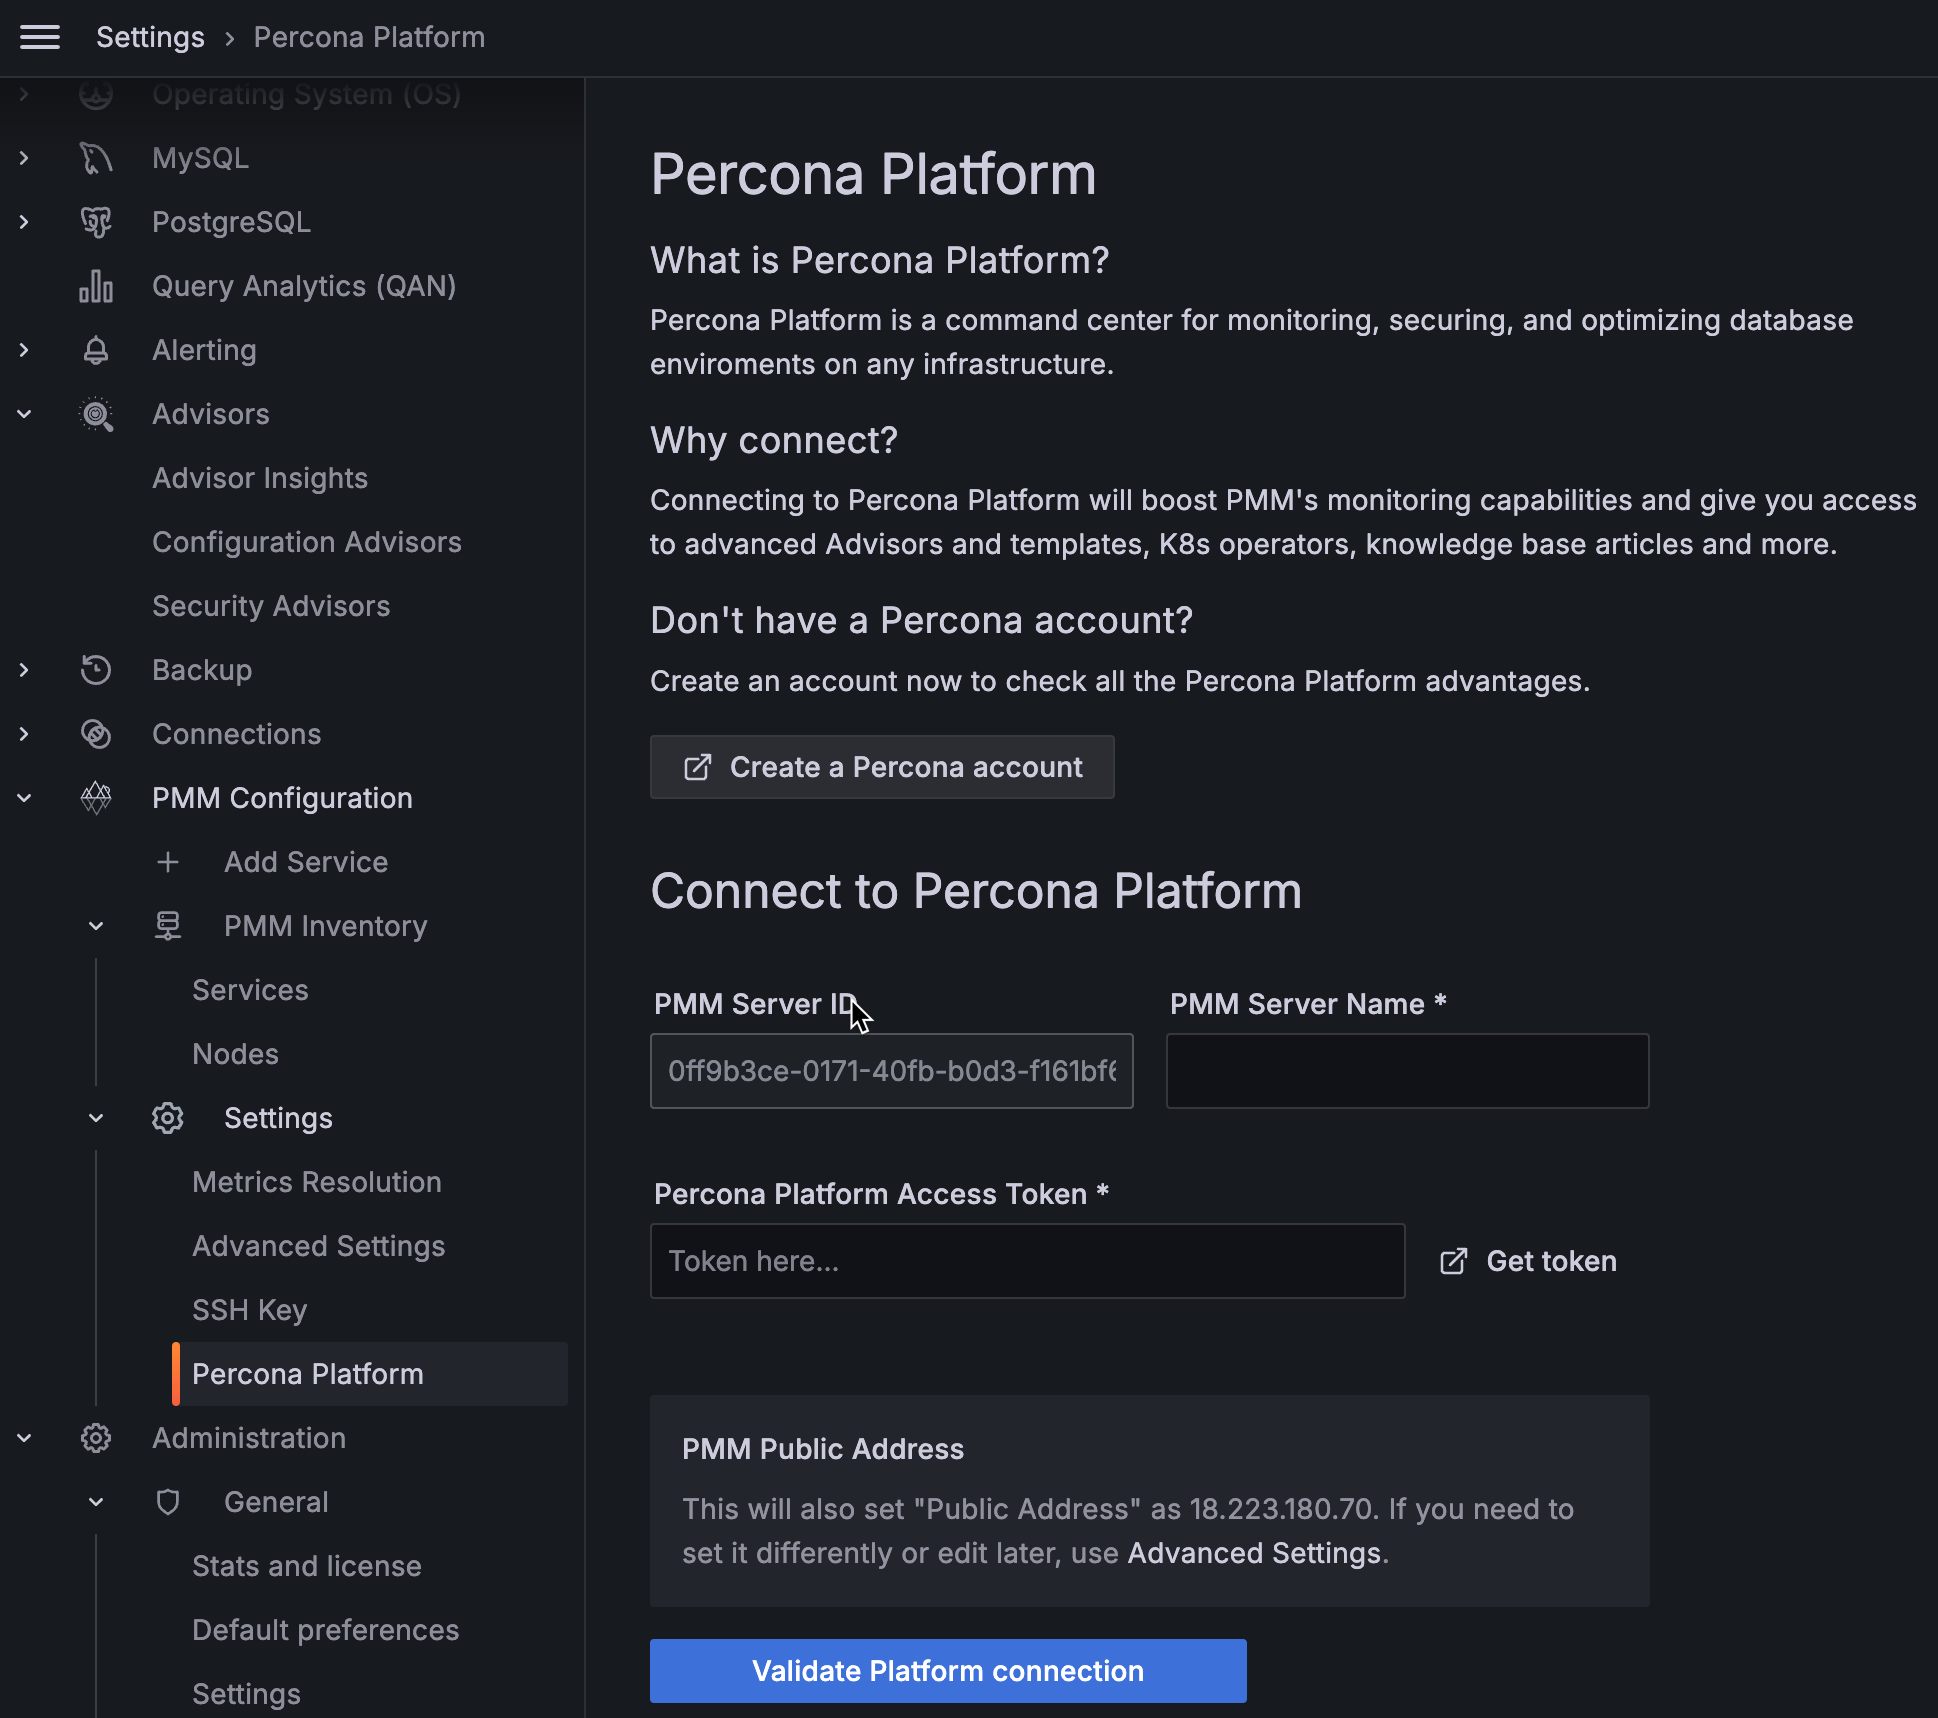 Settings › Percona Platform
Operating System (OS)
MySQL
PostgreSQL
Query Analytics (QAN)
Alerting
Advisors
Advisor Insights
Configuration Advisors
Security Advisors
Backup
Connections
PMM Configuration
Add Service
PMM Inventory
Services
Nodes
Settings
Metrics Resolution
Advanced Settings
SSH Key
Percona Platform
Administration
General
Stats and license
Default preferences
Settings
Percona Platform
What is Percona Platform?
Percona Platform is a command center for monitoring, securing, and optimizing database
enviroments on any infrastructure.
Why connect?
Connecting to Percona Platform will boost PMM's monitoring capabilities and give you access
to advanced Advisors and templates, K8s operators, knowledge base articles and more.
Don't have a Percona account?
Create an account now to check all the Percona Platform advantages.
Create a Percona account
Connect to Percona Platform
PMM Server ID
0ff9b3ce-0171-40fb-b0d3-f161bf6
PMM Server Name *
Percona Platform Access Token *
Token here...
Get token
PMM Public Address
This will also set "Public Address" as 18.223.180.70. If you need to
set it differently or edit later, use Advanced Settings.
Validate Platform connection